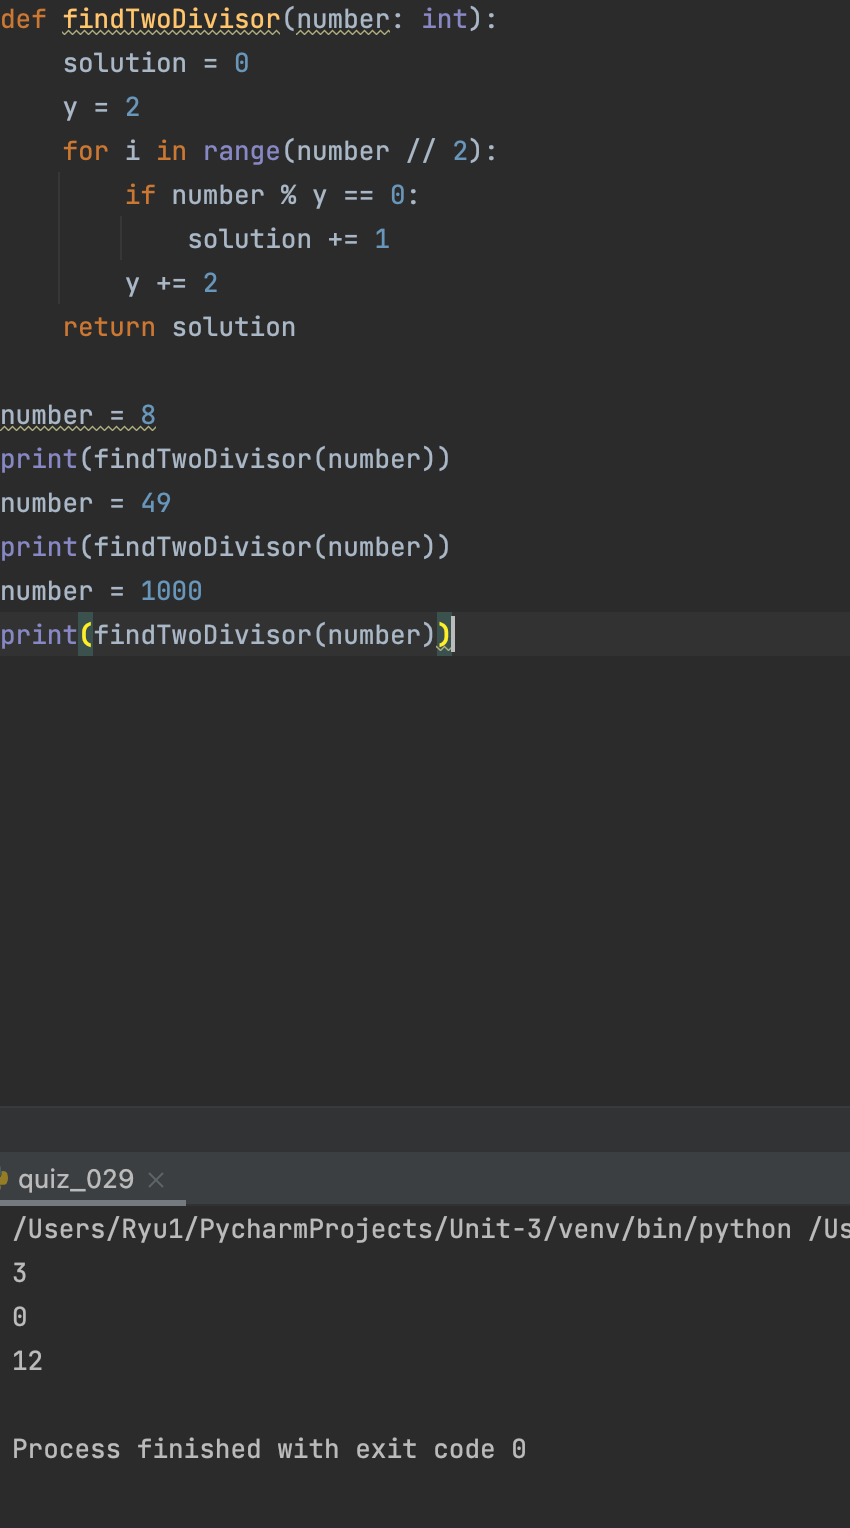 def findTwoDivisor(number: int):
    solution = 0
    y = 2
    for i in range(number // 2):
        if number % y == 0:
            solution += 1
        y += 2
    return solution

number = 8
print(findTwoDivisor(number))
number = 49
print(findTwoDivisor(number))
number = 1000
print(findTwoDivisor(number))
quiz_029
/Users/Ryu1/PycharmProjects/Unit-3/venv/bin/python /Us
3
0
12
Process finished with exit code 0